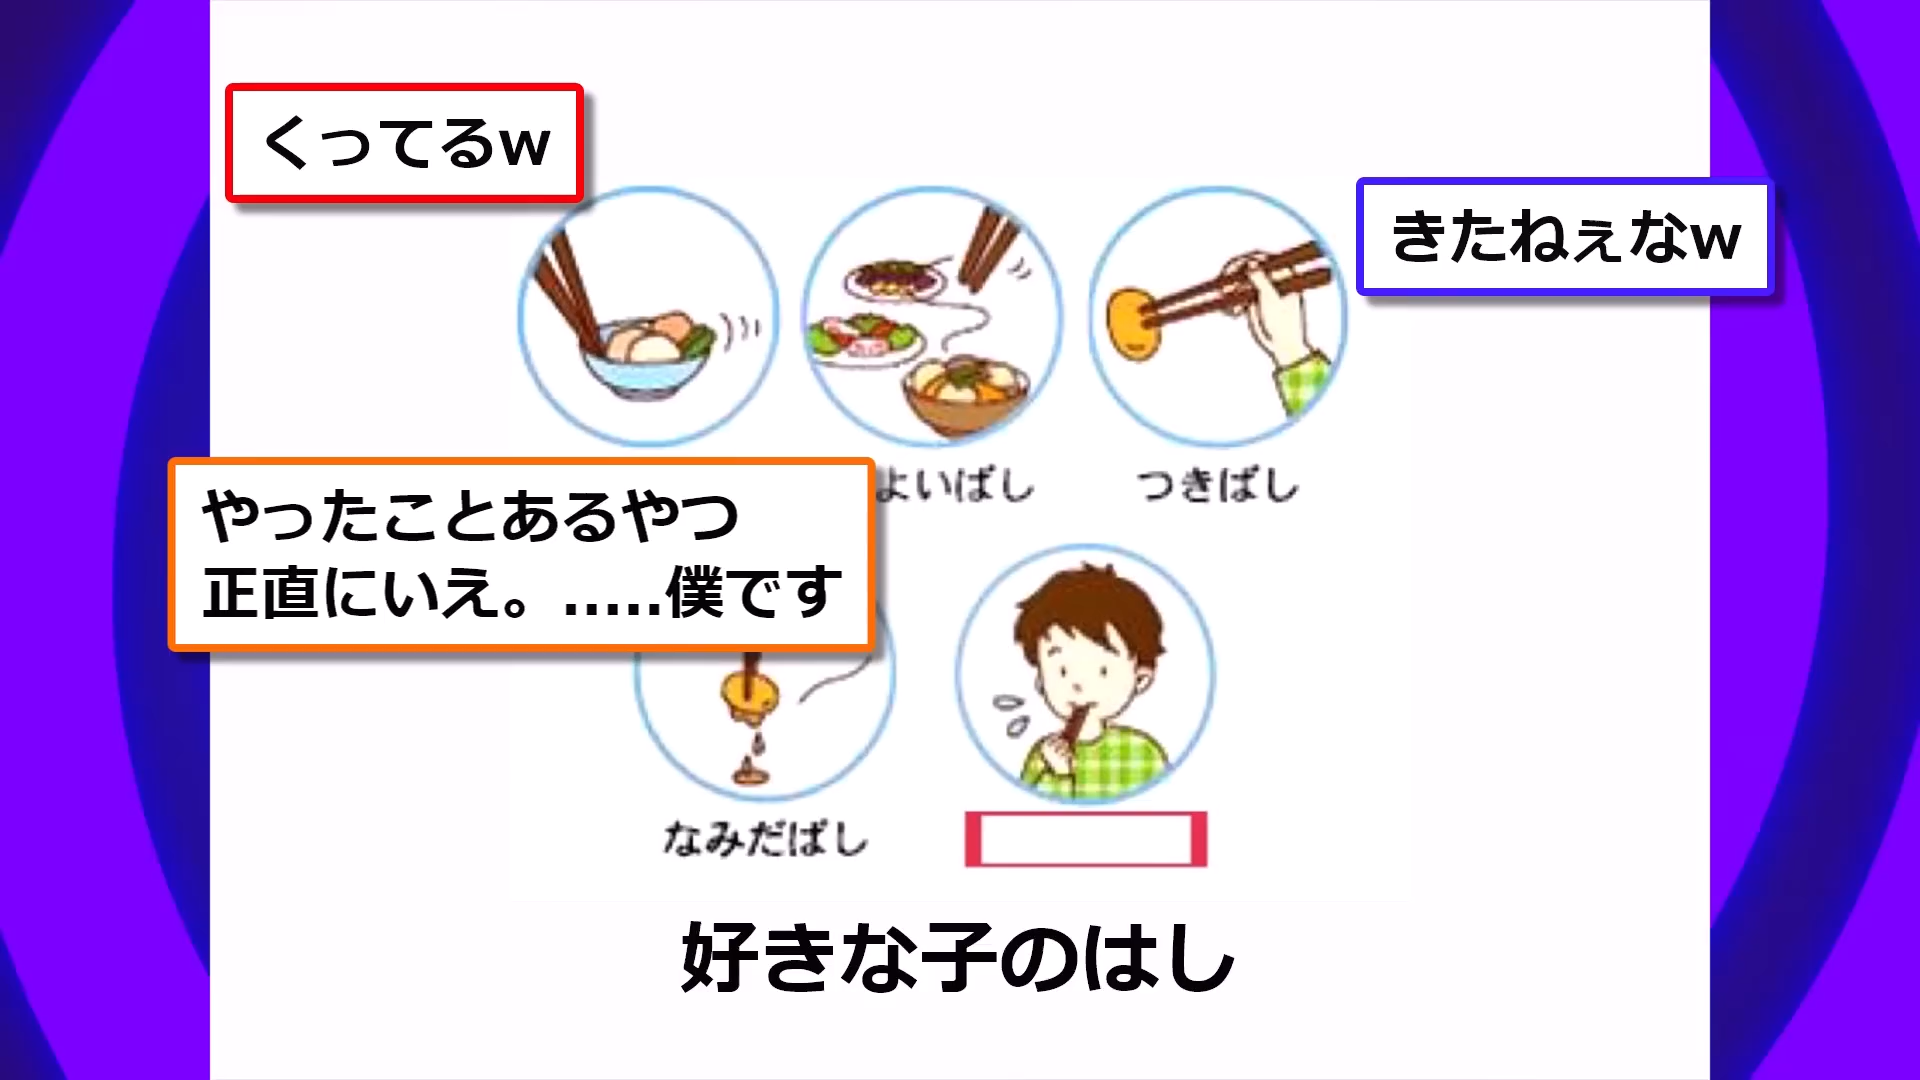 くってるw
きたねぇなw
よいばし
つきばし
やったことあるやつ
正直にいえ。.....僕です
なみだばし
好きな子のはし